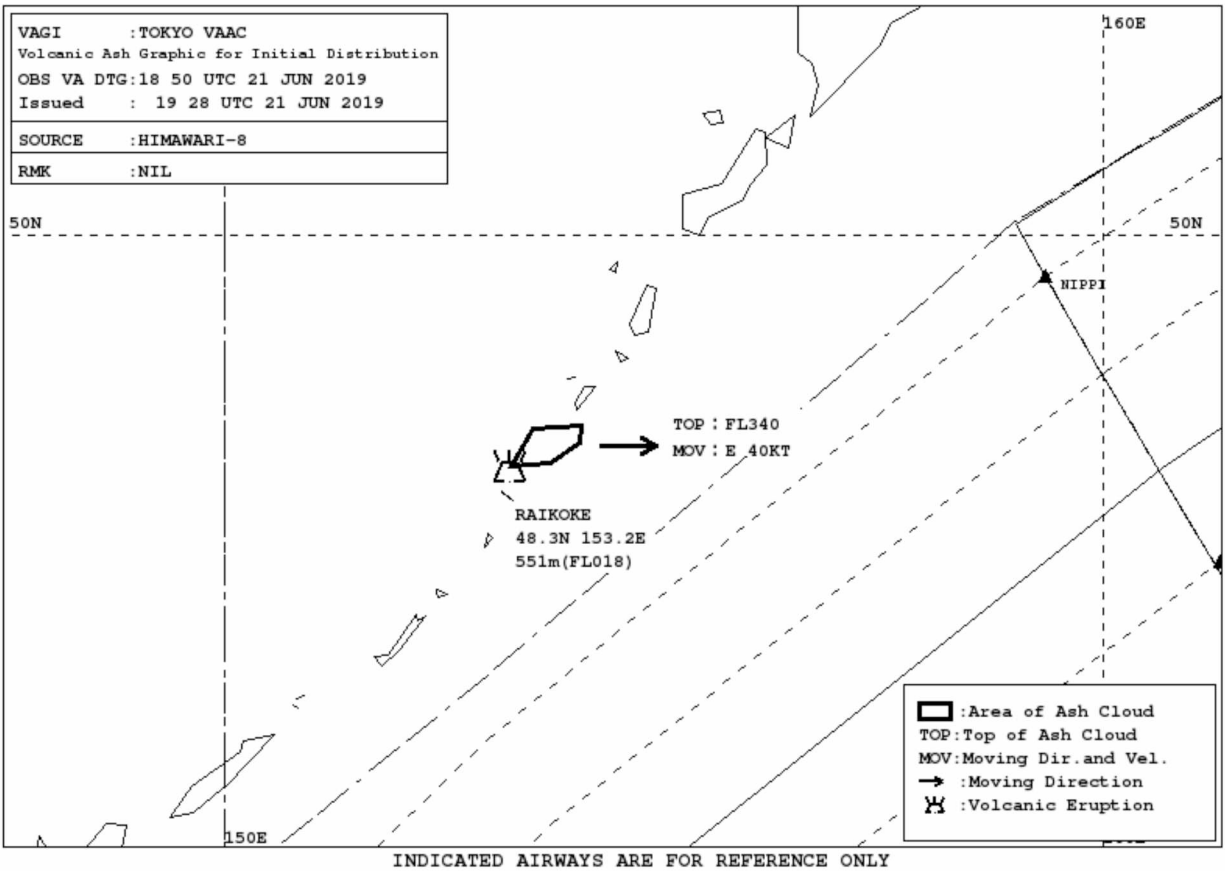 VAGI :TOKYO VAAC
Volcanic Ash Graphic for Initial Distribution
OBS VA DTG:18 50 UTC 21 JUN 2019
Issued : 19 28 UTC 21 JUN 2019
SOURCE :HIMAWARI-8
RMK :NIL
160E
50N
50N
NIPPI
TOP : FL340
MOV : E 40KT
RAIKOKE
48.3N 153.2E
551m(FL018)
:Area of Ash Cloud
TOP:Top of Ash Cloud
MOV:Moving Dir.and Vel.
:Moving Direction
:Volcanic Eruption
150E
INDICATED AIRWAYS ARE FOR REFERENCE ONLY